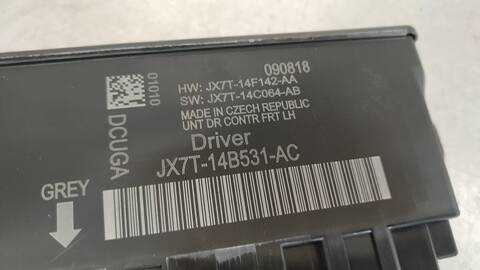 090818
HW: JX7T-14F142-AA
SW: JX7T-14C064-AB
MADE IN CZECH REPUBLIC
UNT DR CONTR FRT LH
Driver
JX7T-14B531-AC
01010
DCUGA
GREY